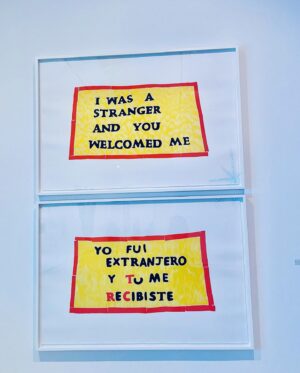 I WAS A
STRANGER
AND YOU
WELCOMED ME
YO FUI
EXTRANJERO
Y TU ME
RECIBISTE